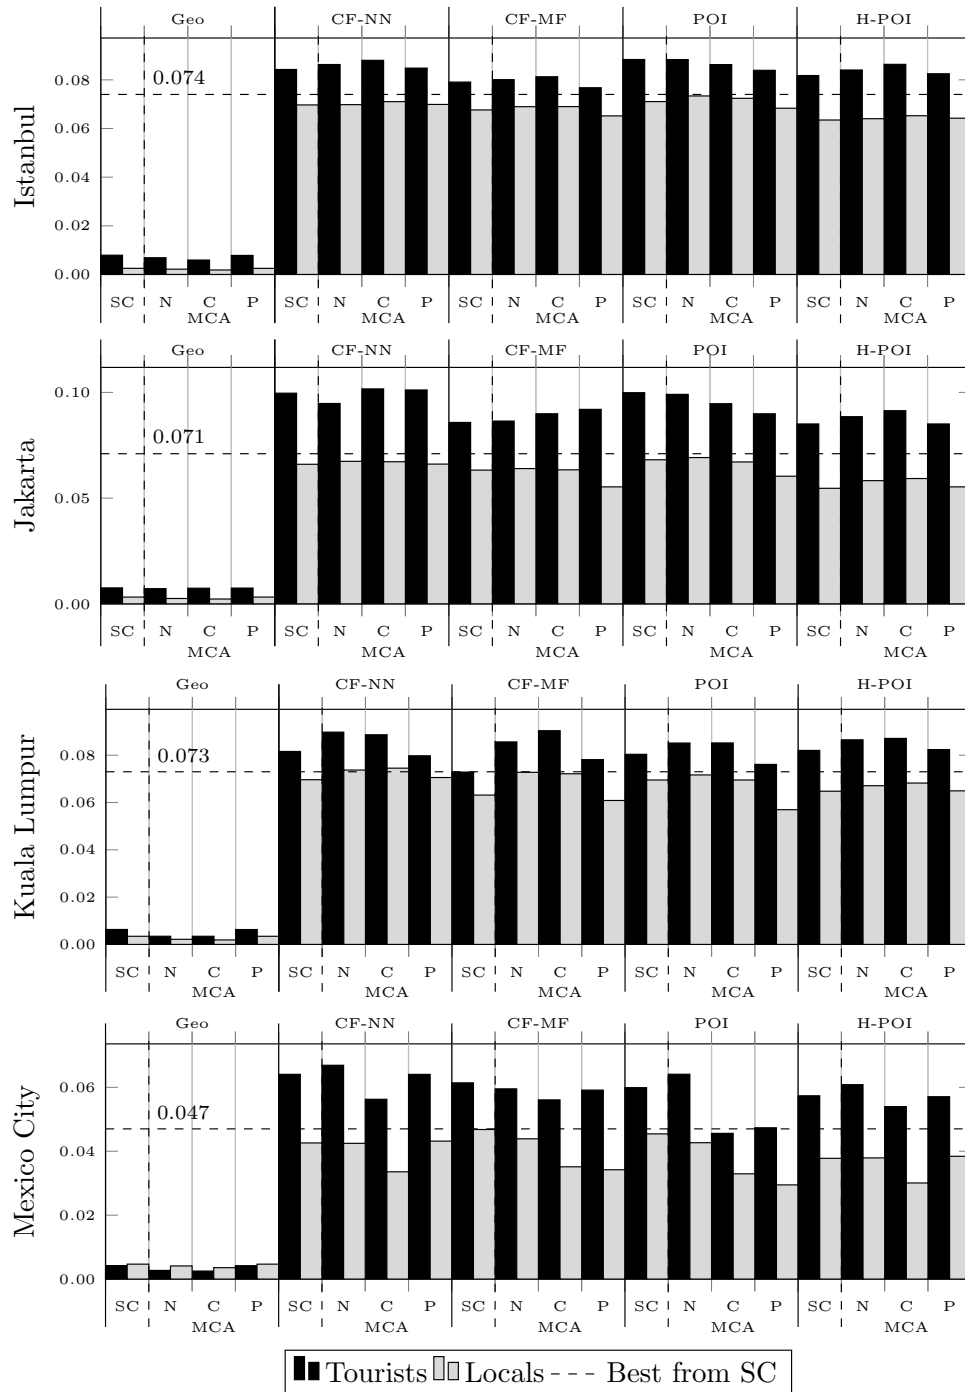 Geo CF-NN CF-MF POI H-POI
Istanbul
0.08
0.06
0.04
0.02
0.00
0.074
SC N C P SC N C P SC N C P SC N C P SC N C P
MCA MCA MCA MCA MCA
Geo CF-NN CF-MF POI H-POI
Jakarta
0.10
0.05
0.00
0.071
SC N C P SC N C P SC N C P SC N C P SC N C P
MCA MCA MCA MCA MCA
Geo CF-NN CF-MF POI H-POI
Kuala Lumpur
0.08
0.06
0.04
0.02
0.00
0.073
SC N C P SC N C P SC N C P SC N C P SC N C P
MCA MCA MCA MCA MCA
Geo CF-NN CF-MF POI H-POI
Mexico City
0.06
0.04
0.02
0.00
0.047
SC N C P SC N C P SC N C P SC N C P SC N C P
MCA MCA MCA MCA MCA
Tourists Locals Best from SC